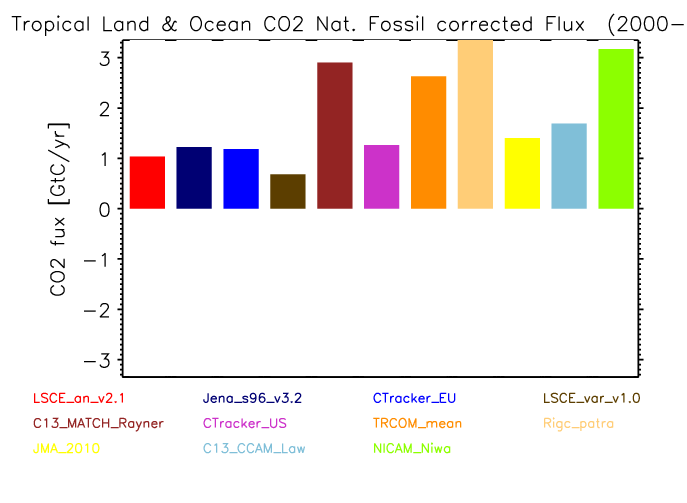 Tropical Land & Ocean CO2 Nat. Fossil corrected Flux (2000-
3
2
1
0
-1
-2
-3
CO2 fux [GtC/yr]
LSCE_an_v2.1 Jena_s96_v3.2 CTracker_EU LSCE_var_v1.0
C13_MATCH_Rayner CTracker_US TRCOM_mean Rigc_patra
JMA_2010 C13_CCAM_Law NICAM_Niwa